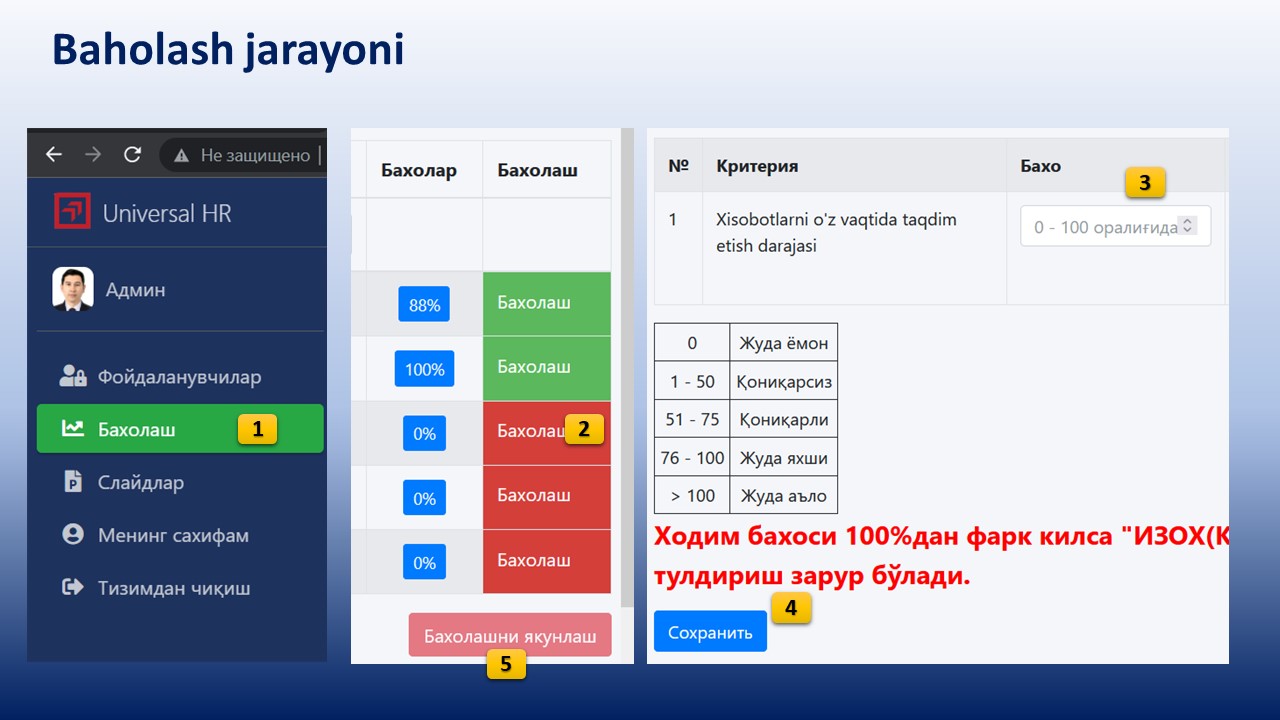 Baholash jarayoni
Не защищено
Universal HR
Админ
Фойдаланувчилар
Бахолаш 1
Слайдлар
Менинг сахифам
Тизимдан чиқиш
Бахолар Бахолаш
88% Бахолаш
100% Бахолаш
0% Бахолаш 2
0% Бахолаш
0% Бахолаш
Бахолашни якунлаш
5
№ Критерия Бахо
3
1 Xisobotlarni o'z vaqtida taqdim
etish darajasi
0 - 100 оралиғида
0 Жуда ёмон
1 - 50 Қониқарсиз
51 - 75 Қониқарли
76 - 100 Жуда яхши
> 100 Жуда аъло
Ходим бахоси 100%дан фарк килса "ИЗОХ(К
тулдириш зарур бўлади.
4
Сохранить